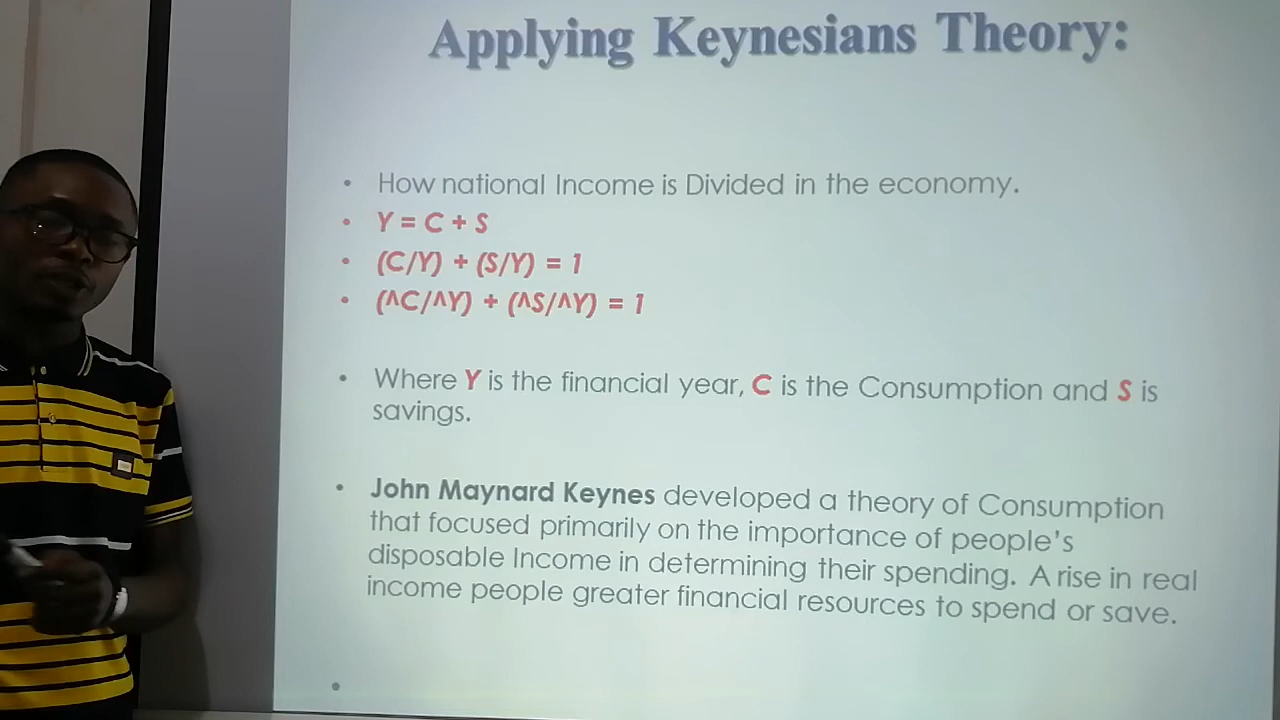 Applying Keynesians Theory:
• How national Income is Divided in the economy.
• Y = C + S
• (C/Y) + (S/Y) = 1
• (^C/^Y) + (^S/^Y) = 1
• Where Y is the financial year, C is the Consumption and S is
savings.
• John Maynard Keynes developed a theory of Consumption
that focused primarily on the importance of people's
disposable Income in determining their spending. A rise in real
income people greater financial resources to spend or save.
•